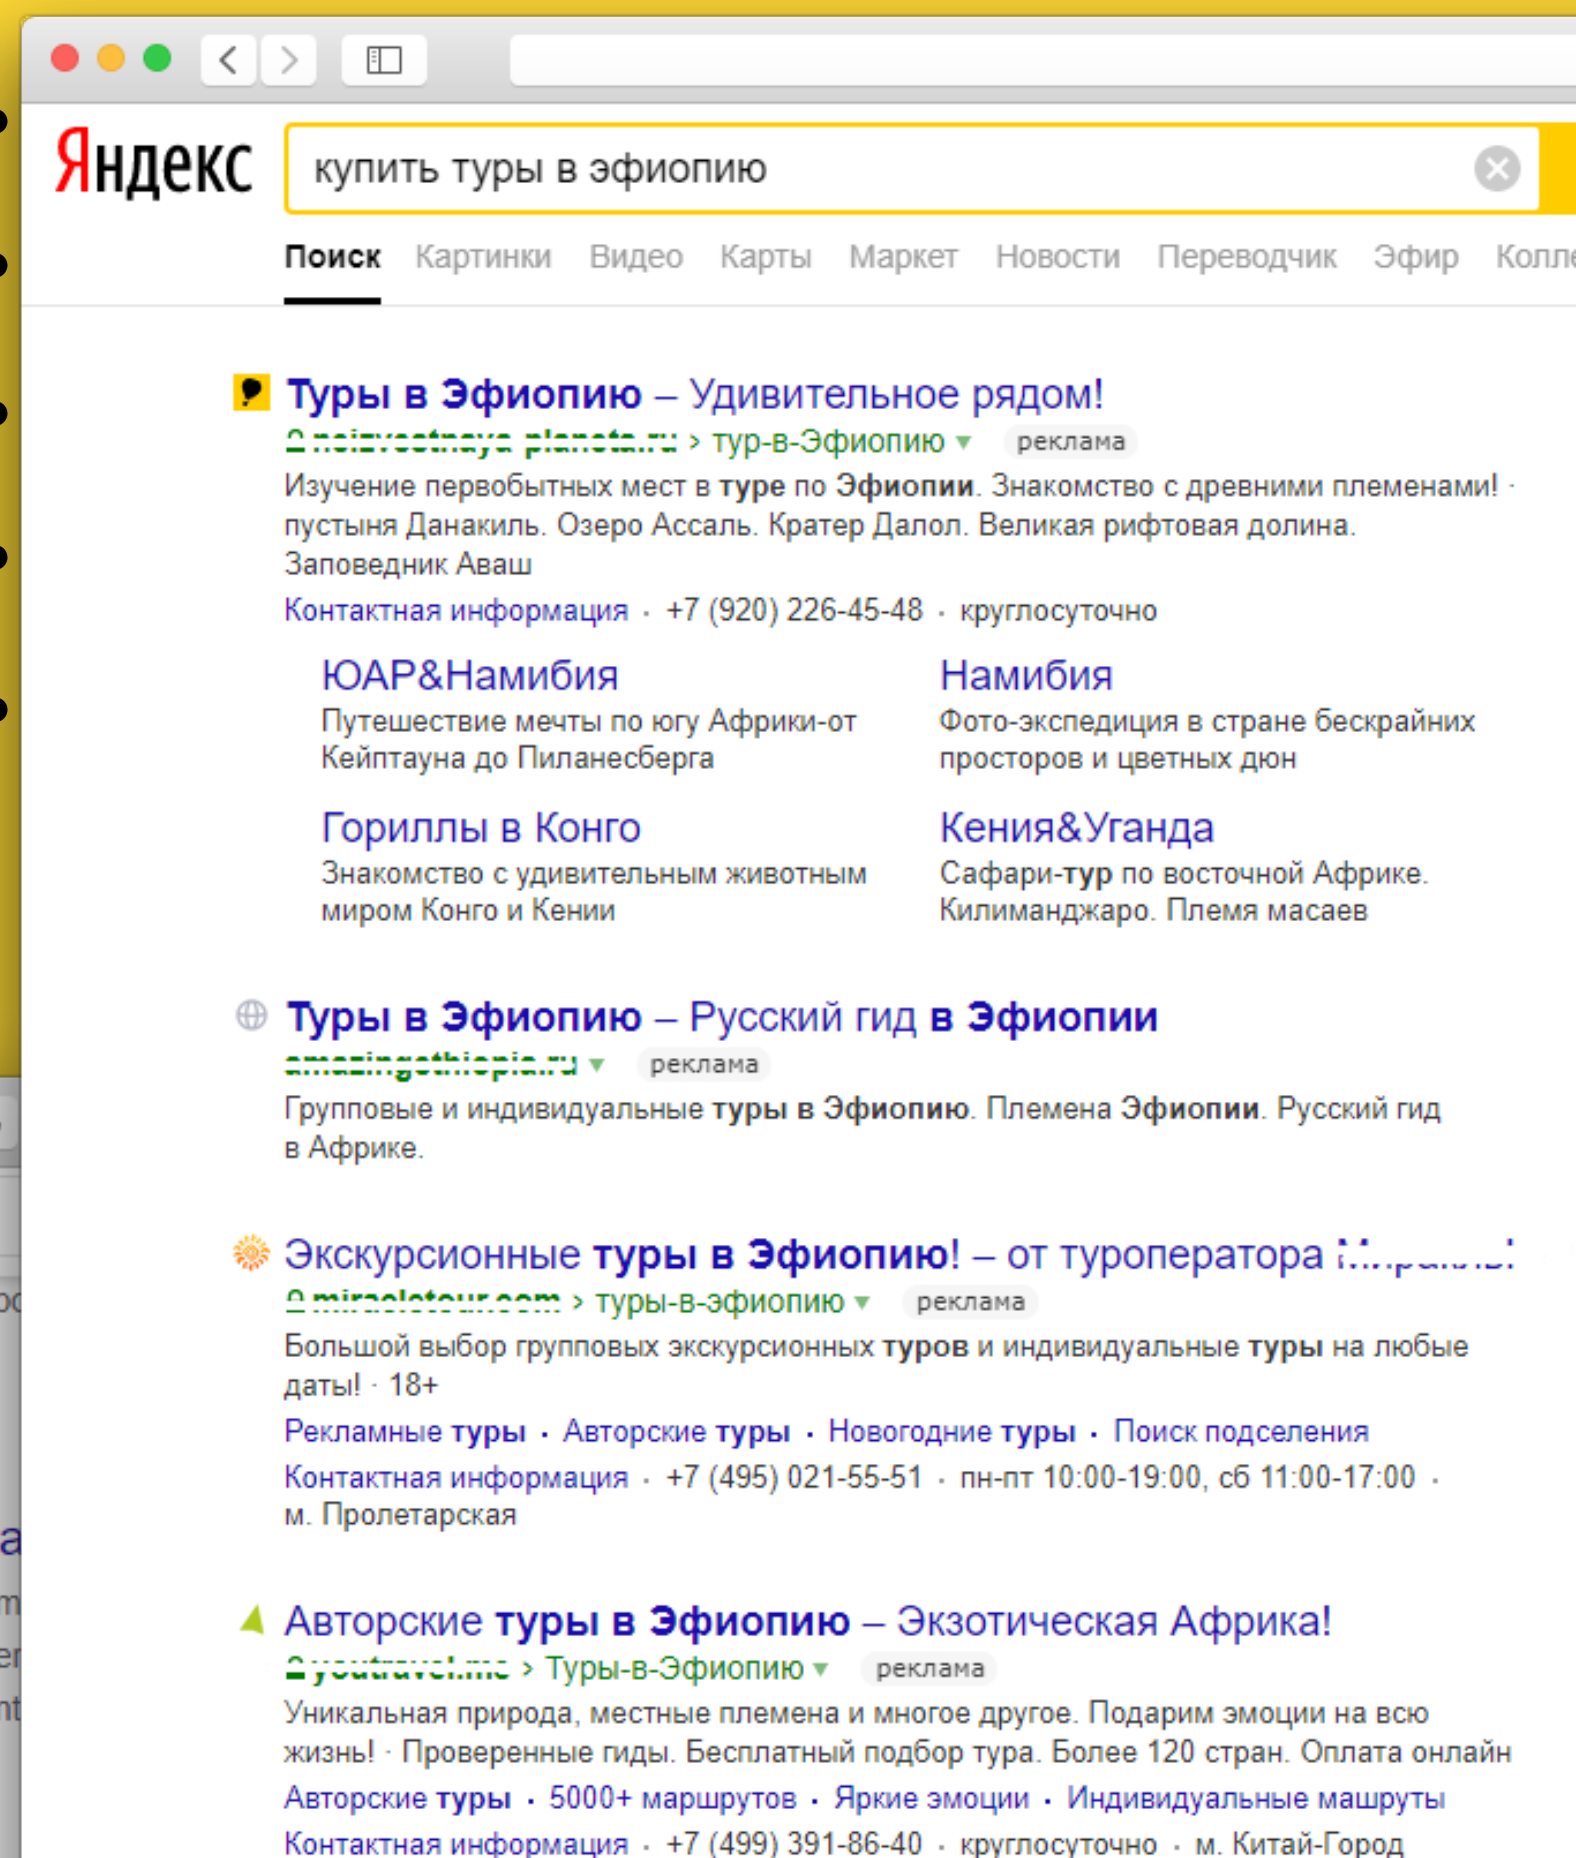 Яндекс
купить туры в эфиопию
Поиск Картинки Видео Карты Маркет Новости Переводчик Эфир Колле
Туры в Эфиопию – Удивительное рядом!
> тур-в-Эфиопию реклама
Изучение первобытных мест в туре по Эфиопии. Знакомство с древними племенами! ·
пустыня Данакиль. Озеро Ассаль. Кратер Далол. Великая рифтовая долина.
Заповедник Аваш
Контактная информация · +7 (920) 226-45-48 · круглосуточно
ЮАР&Намибия
Путешествие мечты по югу Африки-от
Кейптауна до Пиланесберга
Намибия
Фото-экспедиция в стране бескрайних
просторов и цветных дюн
Гориллы в Конго
Знакомство с удивительным животным
миром Конго и Кении
Кения&Уганда
Сафари-тур по восточной Африке.
Килиманджаро. Племя масаев
Туры в Эфиопию – Русский гид в Эфиопии
реклама
Групповые и индивидуальные туры в Эфиопию. Племена Эфиопии. Русский гид
в Африке.
Экскурсионные туры в Эфиопию! – от туроператора
> туры-в-эфиопию реклама
Большой выбор групповых экскурсионных туров и индивидуальные туры на любые
даты! · 18+
Рекламные туры · Авторские туры · Новогодние туры · Поиск подселения
Контактная информация · +7 (495) 021-55-51 · пн-пт 10:00-19:00, сб 11:00-17:00 ·
м. Пролетарская
Авторские туры в Эфиопию – Экзотическая Африка!
> Туры-в-Эфиопию реклама
Уникальная природа, местные племена и многое другое. Подарим эмоции на всю
жизнь! · Проверенные гиды. Бесплатный подбор тура. Более 120 стран. Оплата онлайн
Авторские туры · 5000+ маршрутов · Яркие эмоции · Индивидуальные машруты
Контактная информация · +7 (499) 391-86-40 · круглосуточно · м. Китай-Город